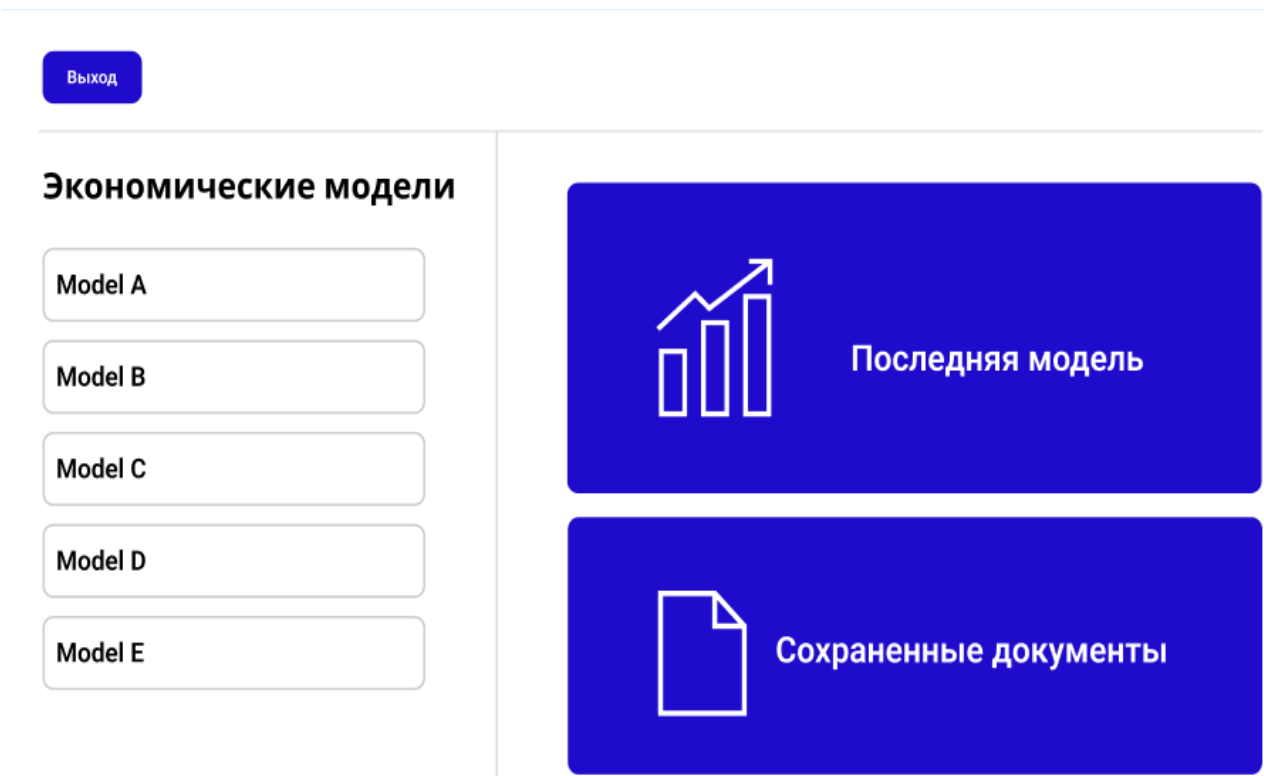 Выход
Экономические модели
Model A
Model B
Model C
Model D
Model E
Последняя модель
Сохраненные документы